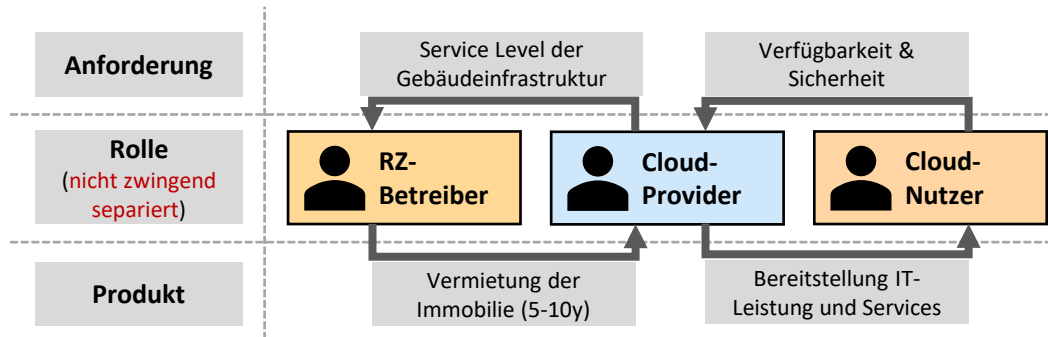 Anforderung
Service Level der
Gebäudeinfrastruktur
Verfügbarkeit &
Sicherheit
Rolle
(nicht zwingend
separiert)
RZ-
Betreiber
Cloud-
Provider
Cloud-
Nutzer
Produkt
Vermietung der
Immobilie (5-10y)
Bereitstellung IT-
Leistung und Services